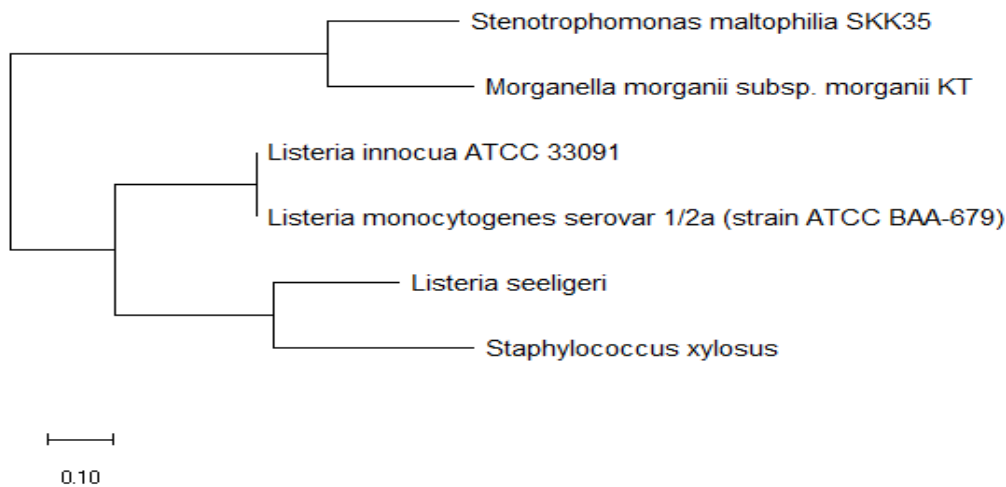 Stenotrophomonas maltophilia SKK35
Morganella morganii subsp. morganii KT
Listeria innocua ATCC 33091
Listeria monocytogenes serovar 1/2a (strain ATCC BAA-679)
Listeria seeligeri
Staphylococcus xylosus
0.10